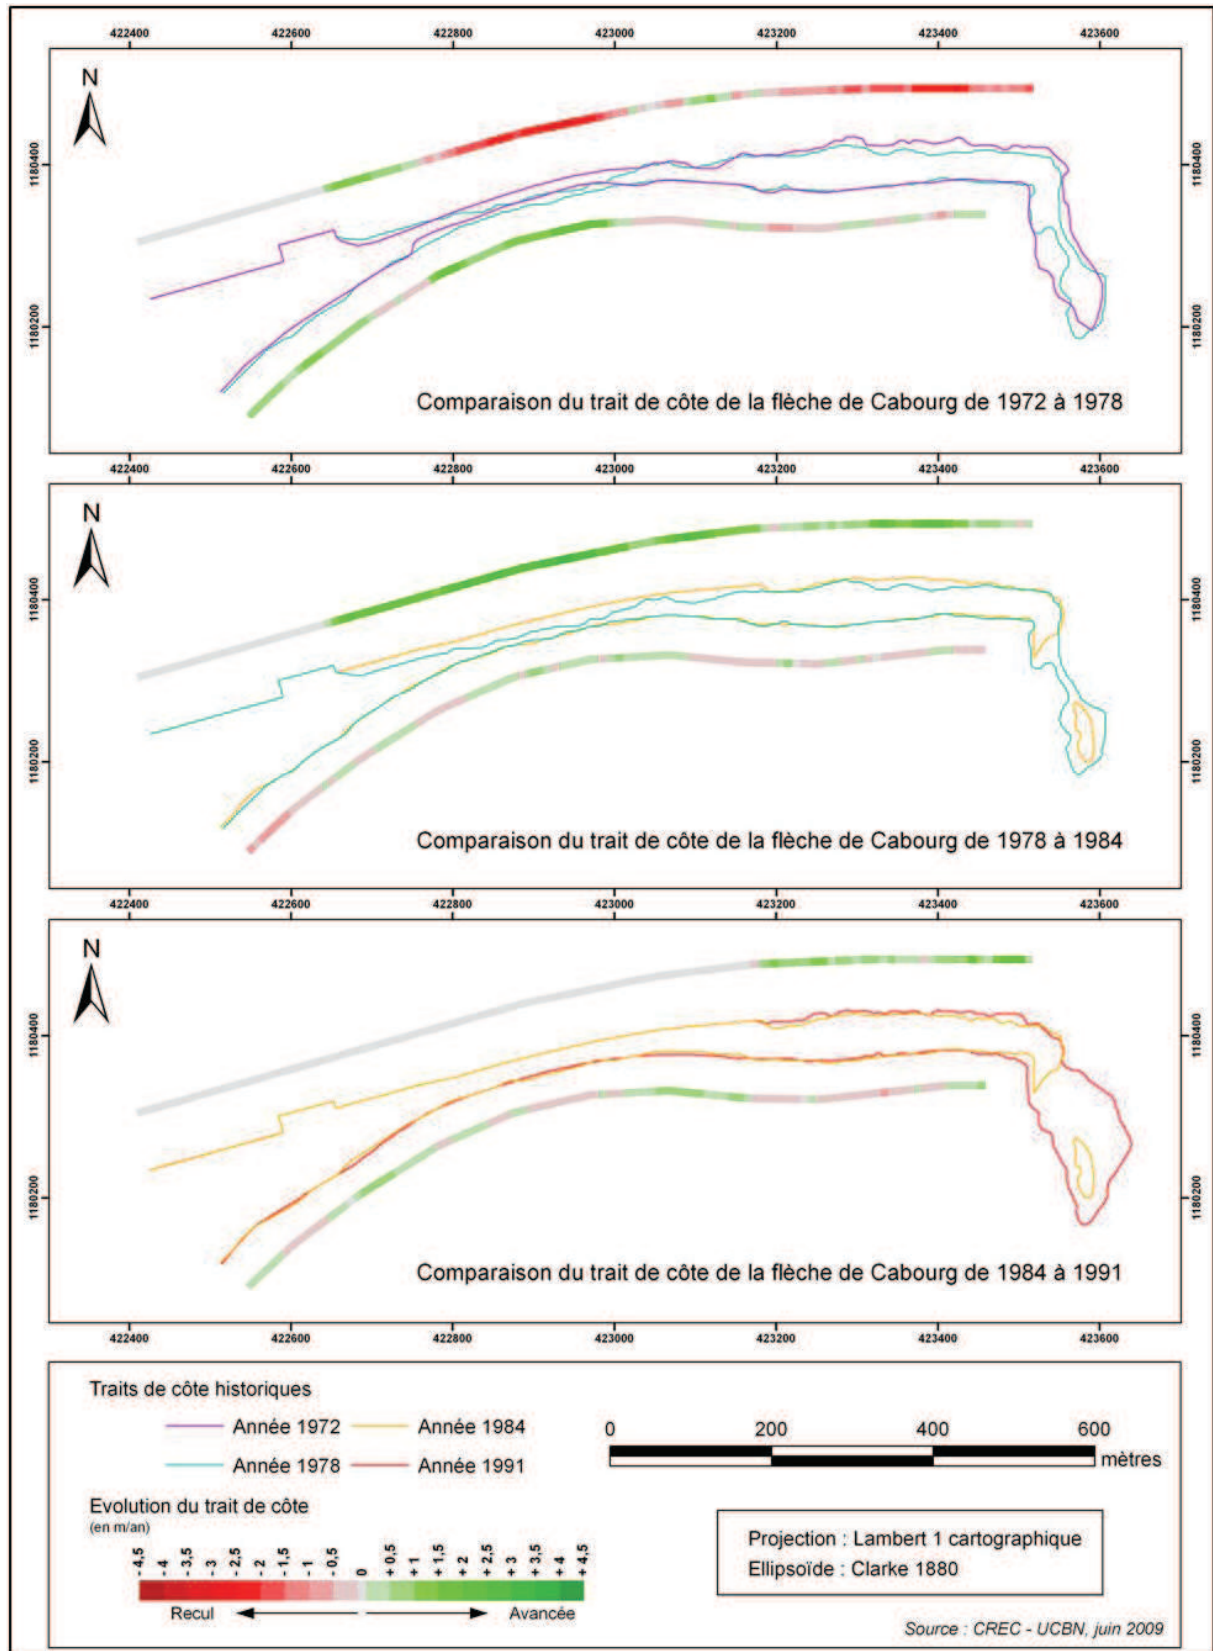 422400 422600 422800 423000 423200 423400 423600
N
1180400 1180400
1180200 1180200
Comparaison du trait de côte de la flèche de Cabourg de 1972 à 1978
422400 422600 422800 423000 423200 423400 423600
N
1180400 1180400
1180200 1180200
Comparaison du trait de côte de la flèche de Cabourg de 1978 à 1984
422400 422600 422800 423000 423200 423400 423600
N
1180400 1180400
1180200 1180200
Comparaison du trait de côte de la flèche de Cabourg de 1984 à 1991
422400 422600 422800 423000 423200 423400 423600
Traits de côte historiques
Année 1972 Année 1984
Année 1978 Année 1991
0 200 400 600
mètres
Evolution du trait de côte
(en m/an)
- 4,5 - 4 - 3,5 - 3 - 2,5 - 2 - 1,5 - 1 - 0,5 0 + 0,5 + 1 + 1,5 + 2 + 2,5 + 3 + 3,5 + 4 + 4,5
Recul Avancée
Projection : Lambert 1 cartographique
Ellipsoïde : Clarke 1880
Source : CREC - UCBN, juin 2009